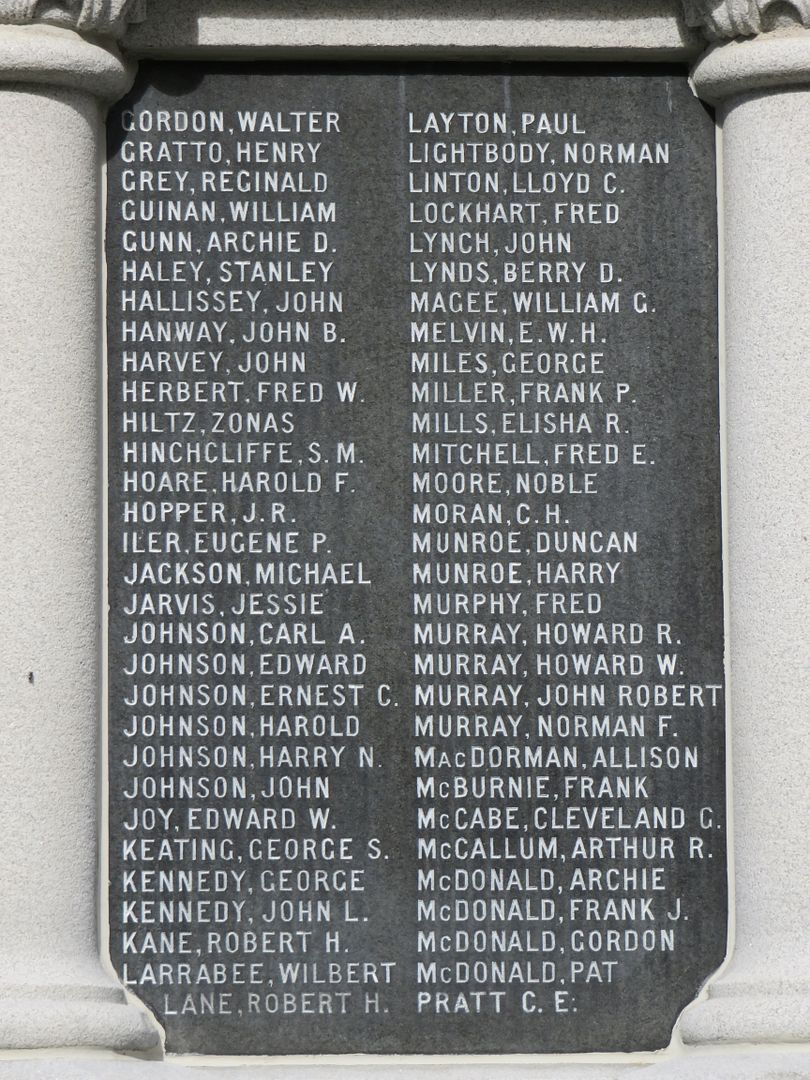 GORDON, WALTER
GRATTO, HENRY
GREY, REGINALD
GUINAN, WILLIAM
GUNN, ARCHIE D.
HALEY, STANLEY
HALLISSEY, JOHN
HANWAY, JOHN B.
HARVEY, JOHN
HERBERT, FRED W.
HILTZ, ZONAS
HINCHCLIFFE, S. M.
HOARE, HAROLD F.
HOPPER, J. R.
ILER, EUGENE P.
JACKSON, MICHAEL
JARVIS, JESSIE
JOHNSON, CARL A.
JOHNSON, EDWARD
JOHNSON, ERNEST C.
JOHNSON, HAROLD
JOHNSON, HARRY N.
JOHNSON, JOHN
JOY, EDWARD W.
KEATING, GEORGE S.
KENNEDY, GEORGE
KENNEDY, JOHN L.
KANE, ROBERT H.
LARRABEE, WILBERT
LANE, ROBERT H.
LAYTON, PAUL
LIGHTBODY, NORMAN
LINTON, LLOYD C.
LOCKHART, FRED
LYNCH, JOHN
LYNDS, BERRY D.
MAGEE, WILLIAM G.
MELVIN, E. W. H.
MILES, GEORGE
MILLER, FRANK P.
MILLS, ELISHA R.
MITCHELL, FRED E.
MOORE, NOBLE
MORAN, C. H.
MUNROE, DUNCAN
MUNROE, HARRY
MURPHY, FRED
MURRAY, HOWARD R.
MURRAY, HOWARD W.
MURRAY, JOHN ROBERT
MURRAY, NORMAN F.
MACDORMAN, ALLISON
MCBURNIE, FRANK
MCCABE, CLEVELAND G.
MCCALLUM, ARTHUR R.
MCDONALD, ARCHIE
MCDONALD, FRANK J.
MCDONALD, GORDON
MCDONALD, PAT
PRATT C. E: